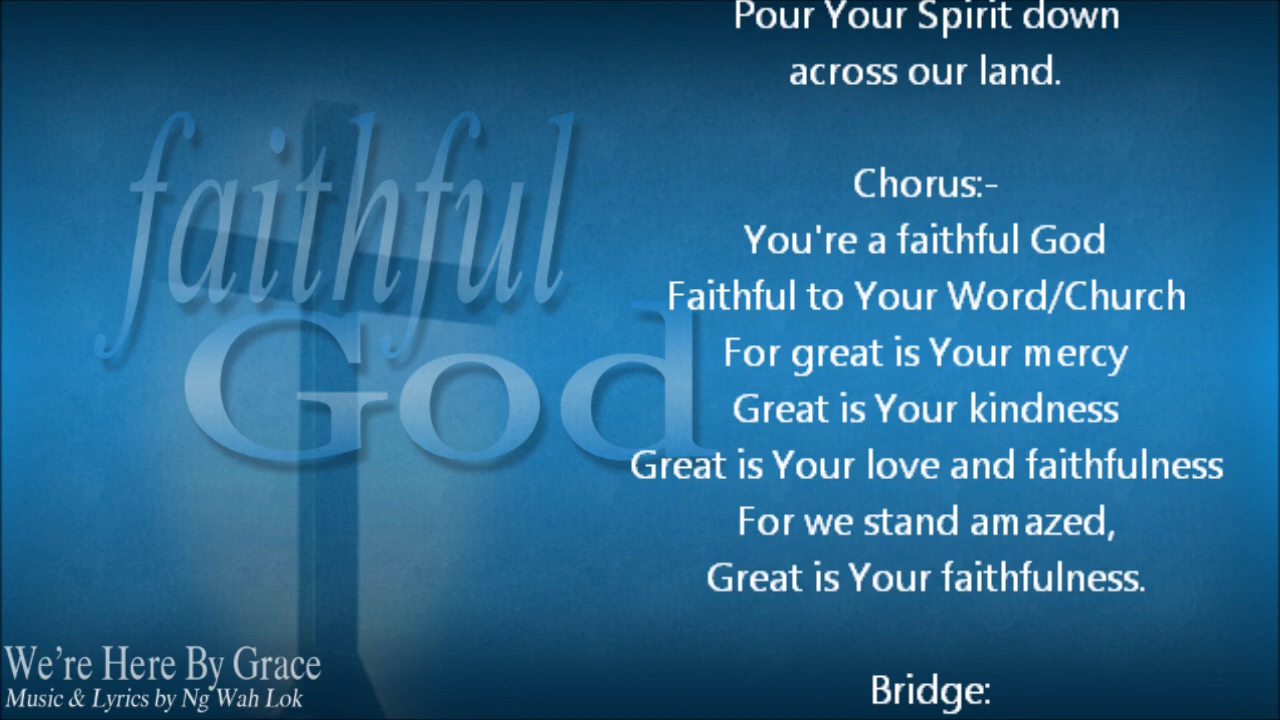 faithful
God
We're Here By Grace
Music & Lyrics by Ng Wah Lok
Pour Your Spirit down
across our land.
Chorus:-
You're a faithful God
Faithful to Your Word/Church
For great is Your mercy
Great is Your kindness
Great is Your love and faithfulness
For we stand amazed,
Great is Your faithfulness.
Bridge: